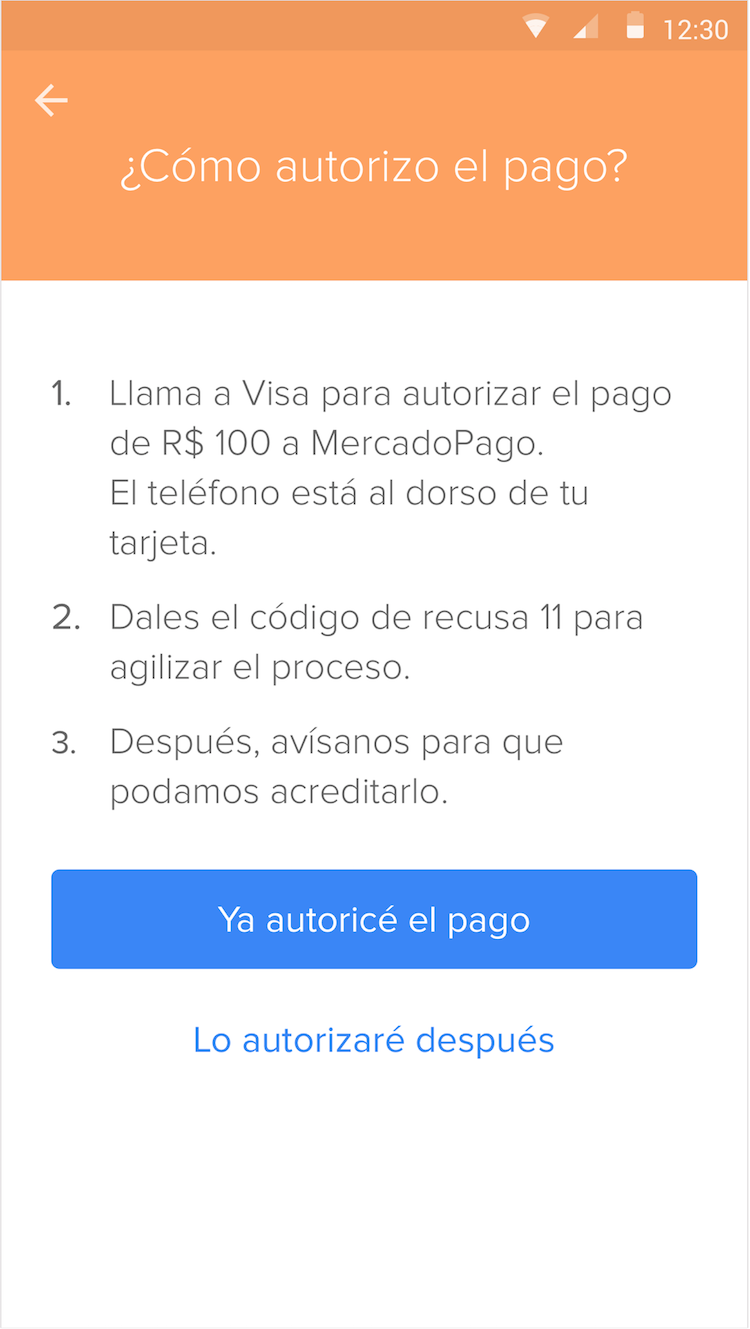 12:30
¿Cómo autorizo el pago?
1. Llama a Visa para autorizar el pago
de R$ 100 a MercadoPago.
El teléfono está al dorso de tu
tarjeta.
2. Dales el código de recusa 11 para
agilizar el proceso.
3. Después, avísanos para que
podamos acreditarlo.
Ya autoricé el pago
Lo autorizaré después